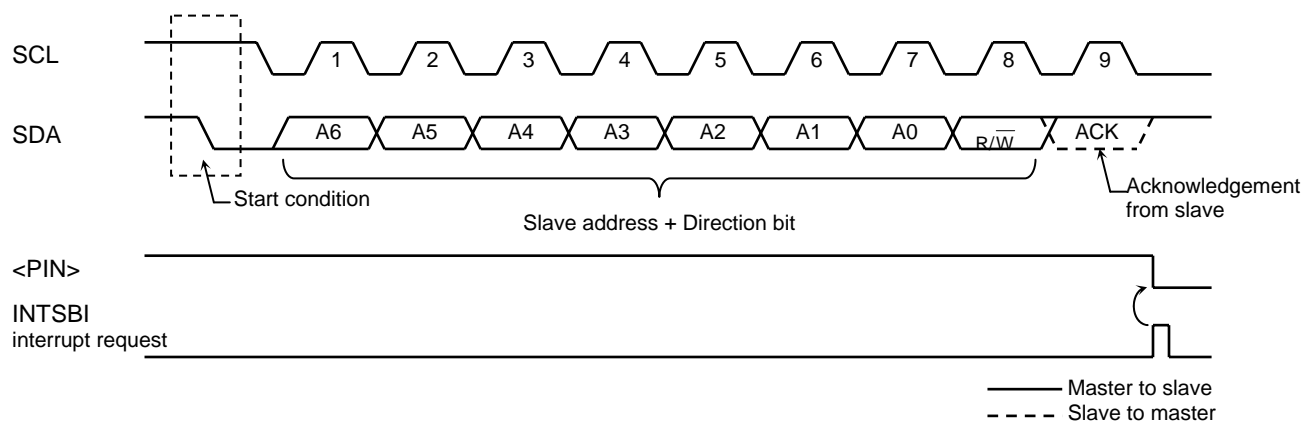 SCL
1 2 3 4 5 6 7 8 9
SDA
A6 A5 A4 A3 A2 A1 A0 R/W̅ ACK
Start condition
Slave address + Direction bit
Acknowledgement
from slave
<PIN>
INTSBI
interrupt request
Master to slave
Slave to master